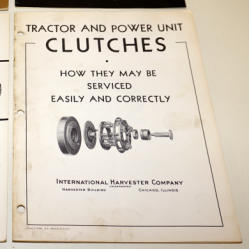 TRACTOR AND POWER UNIT
CLUTCHES
HOW THEY MAY BE
SERVICED
EASILY AND CORRECTLY
INTERNATIONAL HARVESTER COMPANY
INCORPORATED
HARVESTER BUILDING CHICAGO, ILLINOIS